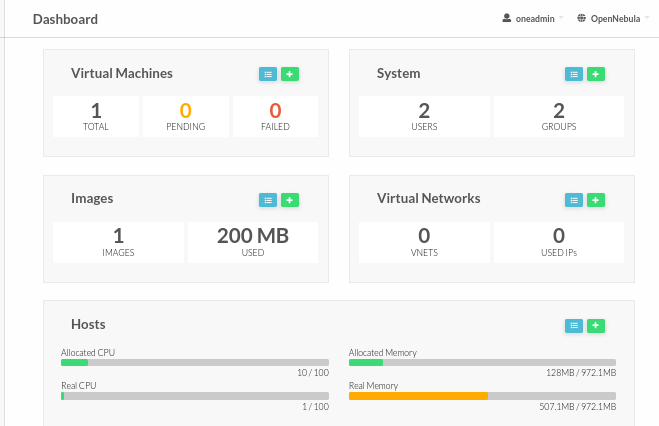 Dashboard
oneadmin
OpenNebula
Virtual Machines
1
TOTAL
0
PENDING
0
FAILED
System
2
USERS
2
GROUPS
Images
1
IMAGES
200 MB
USED
Virtual Networks
0
VNETS
0
USED IPs
Hosts
Allocated CPU
10 / 100
Real CPU
1 / 100
Allocated Memory
128MB / 972.1MB
Real Memory
507.1MB / 972.1MB